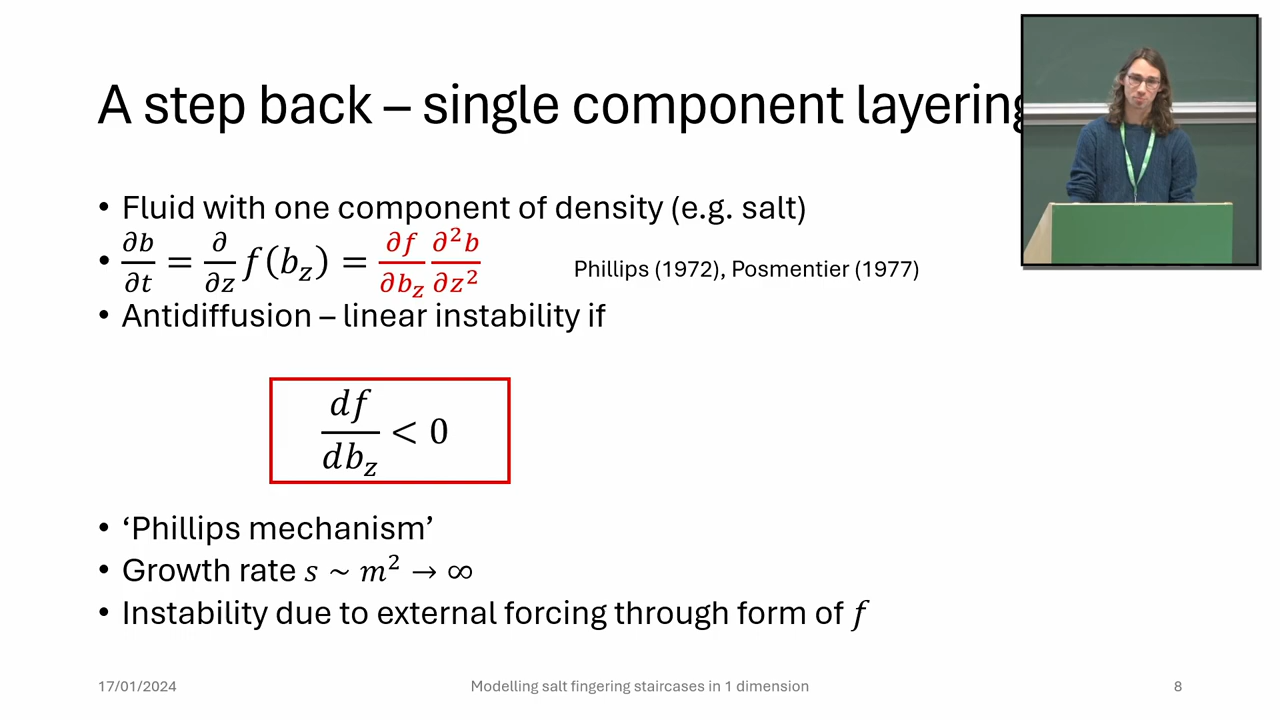 A step back – single component layering
• Fluid with one component of density (e.g. salt)
• ∂b/∂t = ∂/∂z f(b_z) = ∂f/∂b_z ∂²b/∂z²
Phillips (1972), Posmentier (1977)
• Antidiffusion – linear instability if
df/db_z < 0
• ‘Phillips mechanism’
• Growth rate s ~ m² → ∞
• Instability due to external forcing through form of f
17/01/2024
Modelling salt fingering staircases in 1 dimension
8